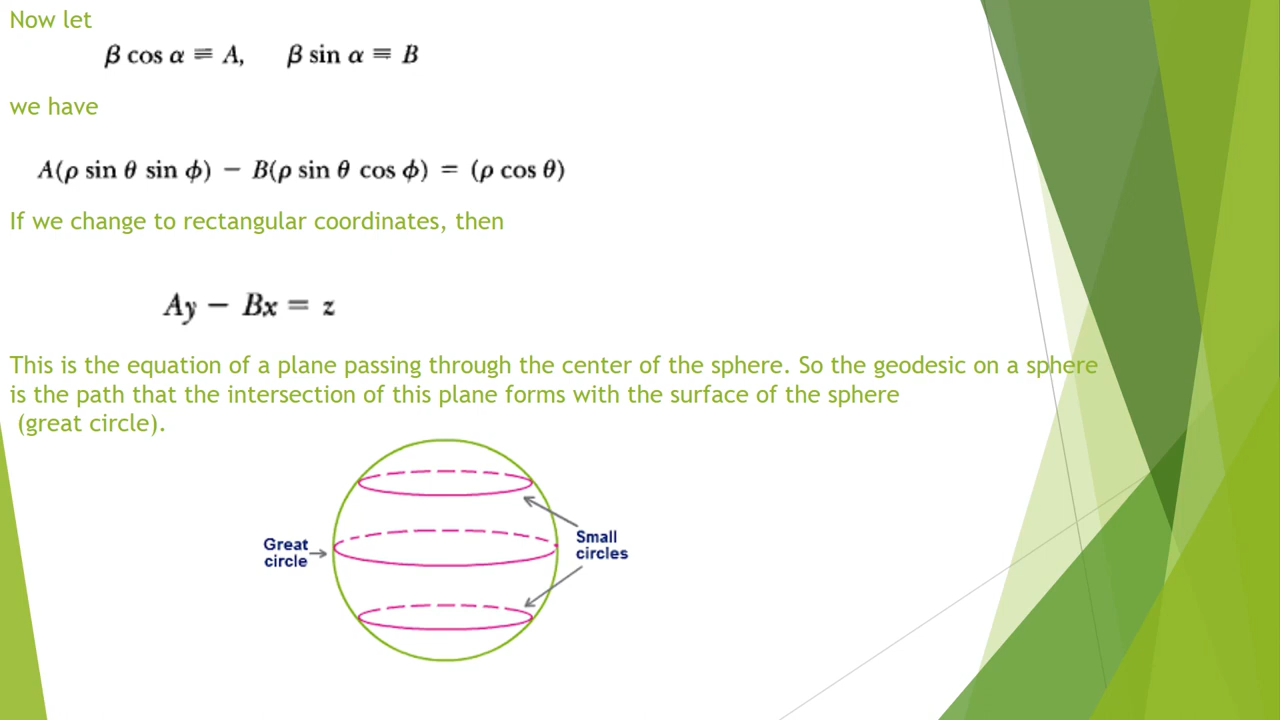 Now let
β cos α ≡ A, β sin α ≡ B
we have
A(ρ sin θ sin ϕ) − B(ρ sin θ cos ϕ) = (ρ cos θ)
If we change to rectangular coordinates, then
Ay − Bx = z
This is the equation of a plane passing through the center of the sphere. So the geodesic on a sphere
is the path that the intersection of this plane forms with the surface of the sphere
(great circle).
Great
circle
Small
circles